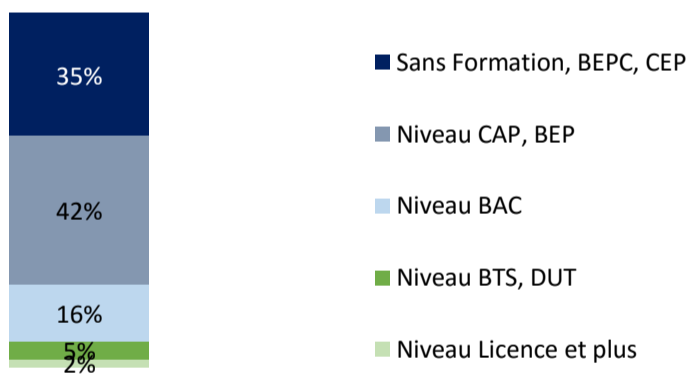 35%
42%
16%
5%
2%
Sans Formation, BEPC, CEP
Niveau CAP, BEP
Niveau BAC
Niveau BTS, DUT
Niveau Licence et plus